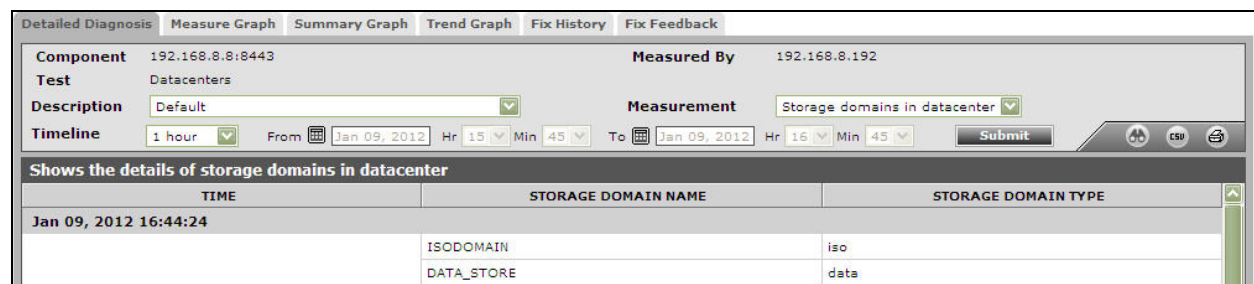 Detailed Diagnosis Measure Graph Summary Graph Trend Graph Fix History Fix Feedback
Component 192.168.8.8:8443 Measured By 192.168.8.192
Test Datacenters
Description Default Measurement Storage domains in datacenter
Timeline 1 hour From Jan 09, 2012 Hr 15 Min 45 To Jan 09, 2012 Hr 16 Min 45 Submit CSV
Shows the details of storage domains in datacenter
TIME STORAGE DOMAIN NAME STORAGE DOMAIN TYPE
Jan 09, 2012 16:44:24
ISODOMAIN iso
DATA_STORE data